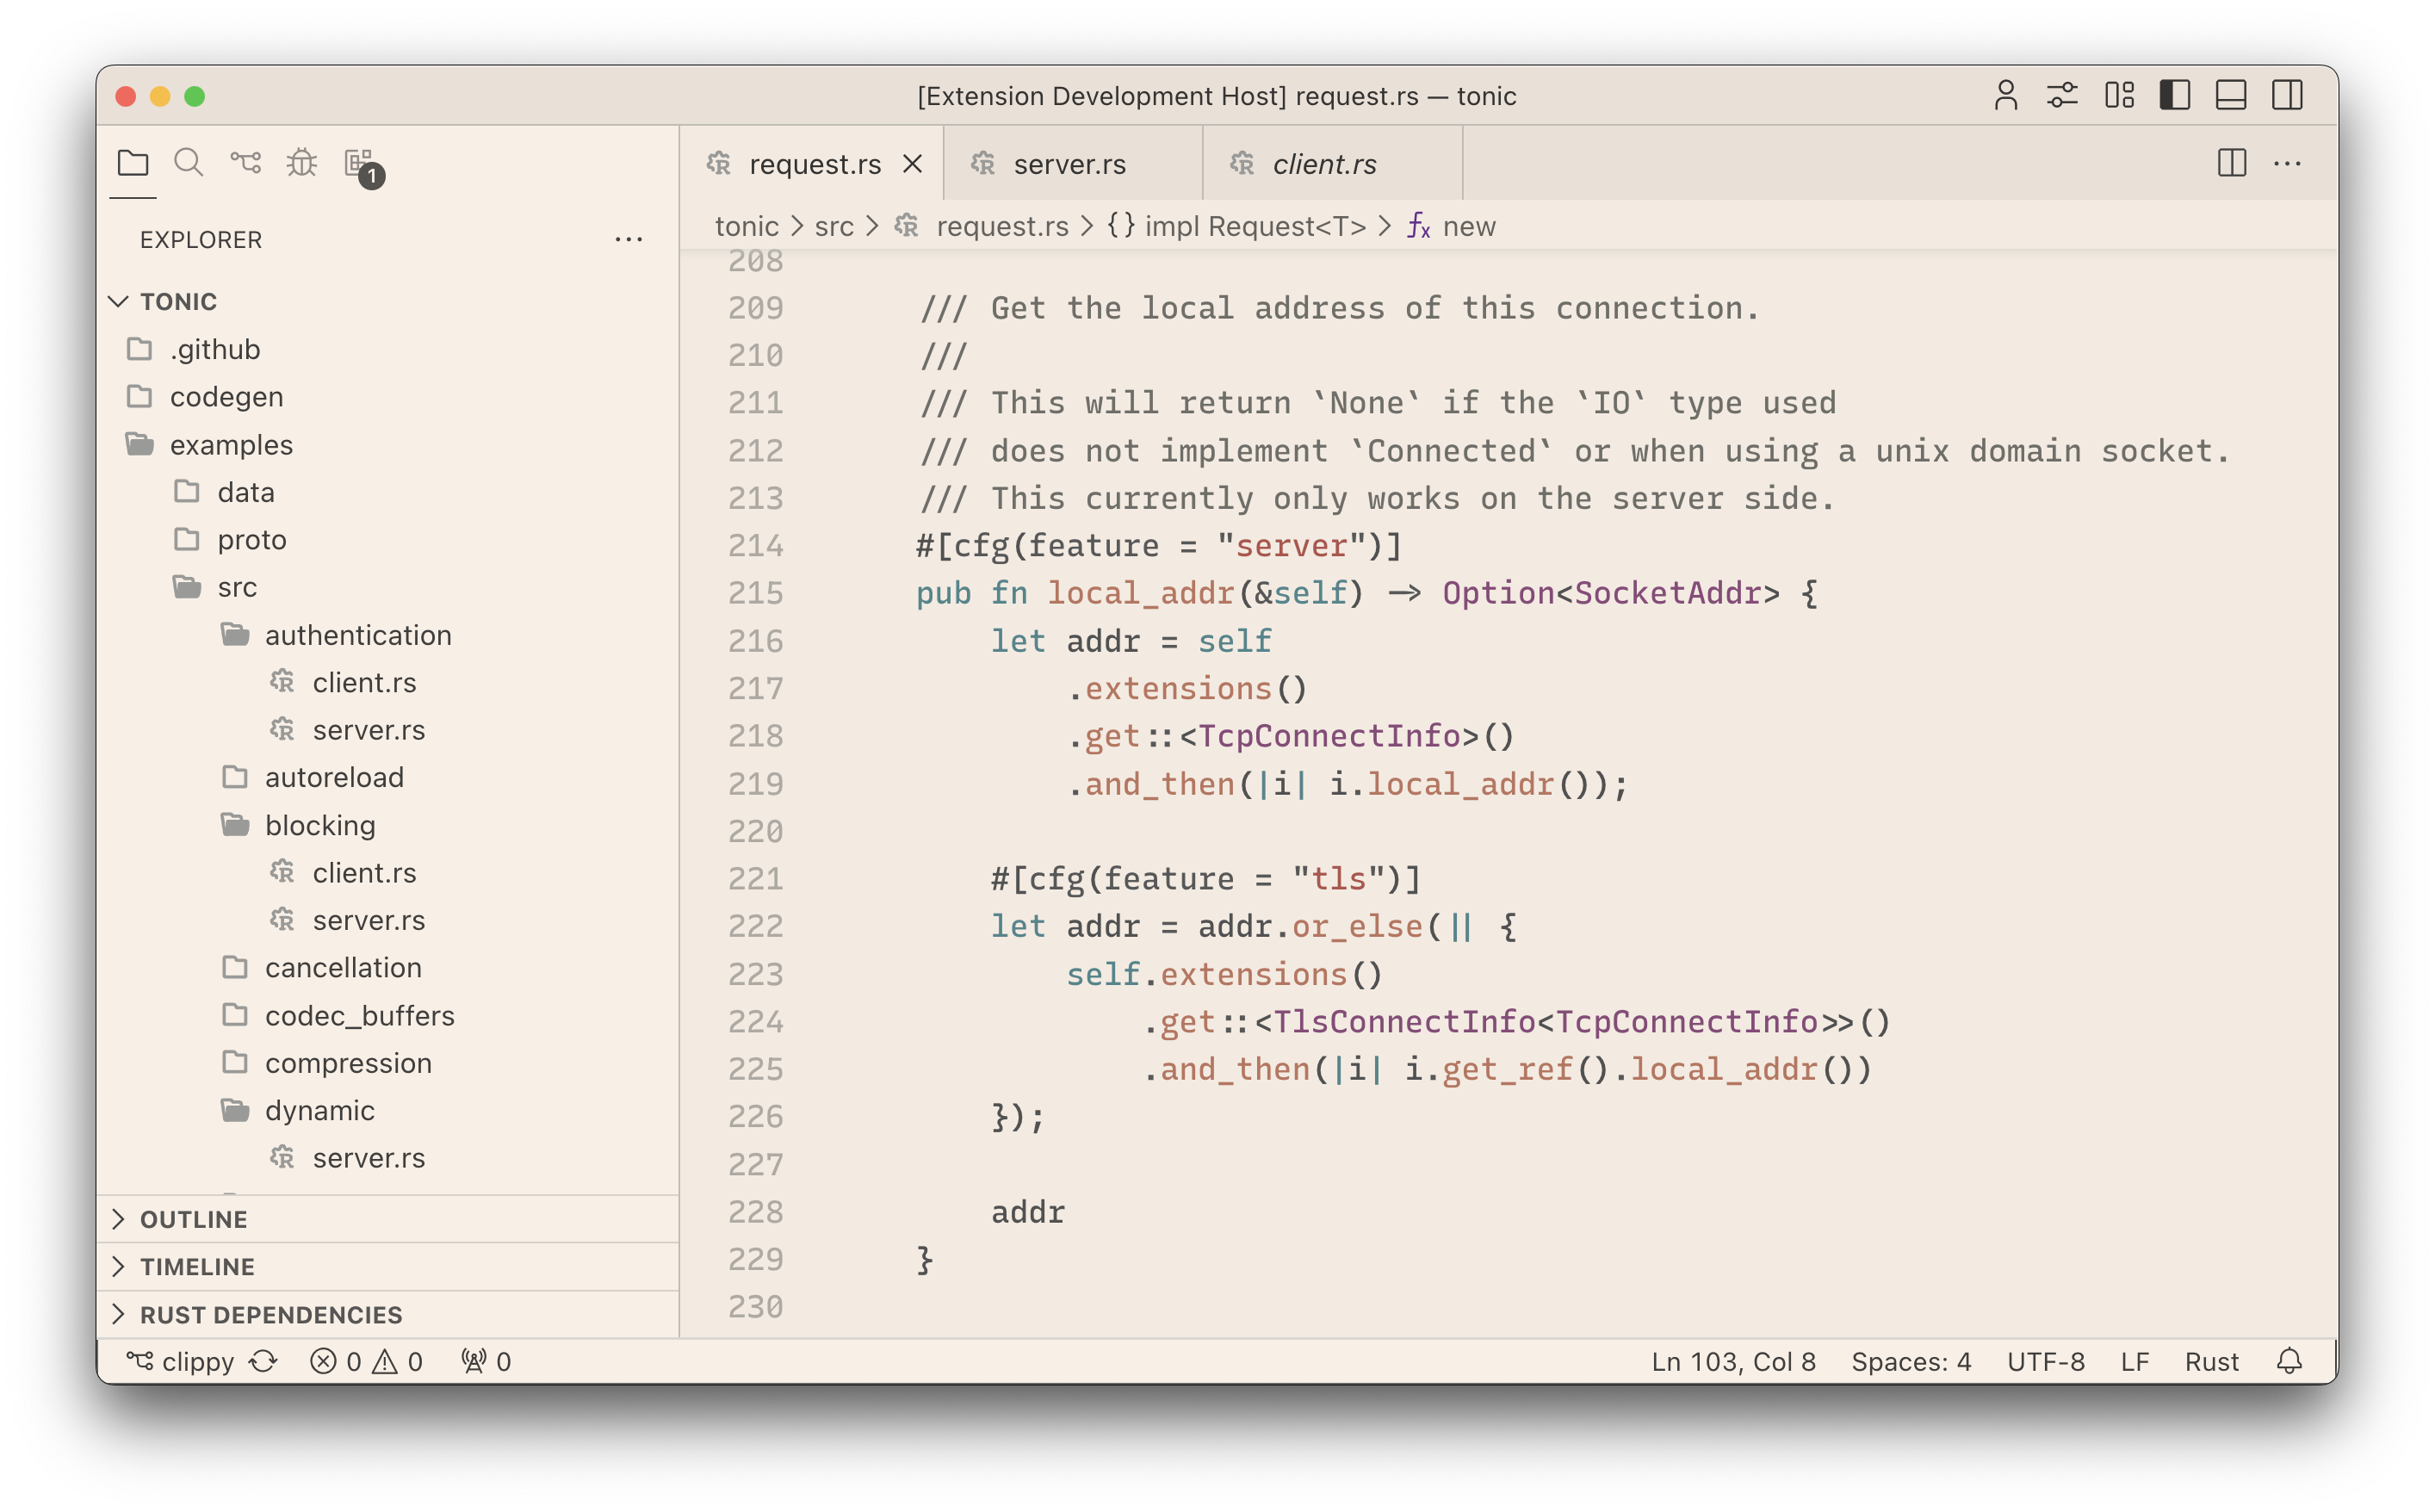 [Extension Development Host] request.rs — tonic
1
request.rs
server.rs
client.rs
EXPLORER
tonic > src > request.rs > {} impl Request<T> > fx new
TONIC
.github
codegen
examples
data
proto
src
authentication
client.rs
server.rs
autoreload
blocking
client.rs
server.rs
cancellation
codec_buffers
compression
dynamic
server.rs
OUTLINE
TIMELINE
RUST DEPENDENCIES
208
209 /// Get the local address of this connection.
210 ///
211 /// This will return `None` if the `IO` type used
212 /// does not implement `Connected` or when using a unix domain socket.
213 /// This currently only works on the server side.
214 #[cfg(feature = "server")]
215 pub fn local_addr(&self) -> Option<SocketAddr> {
216 let addr = self
217 .extensions()
218 .get::<TcpConnectInfo>()
219 .and_then(|i| i.local_addr());
220
221 #[cfg(feature = "tls")]
222 let addr = addr.or_else(|| {
223 self.extensions()
224 .get::<TlsConnectInfo<TcpConnectInfo>>()
225 .and_then(|i| i.get_ref().local_addr())
226 });
227
228 addr
229 }
230
clippy 0 0 0
Ln 103, Col 8 Spaces: 4 UTF-8 LF Rust